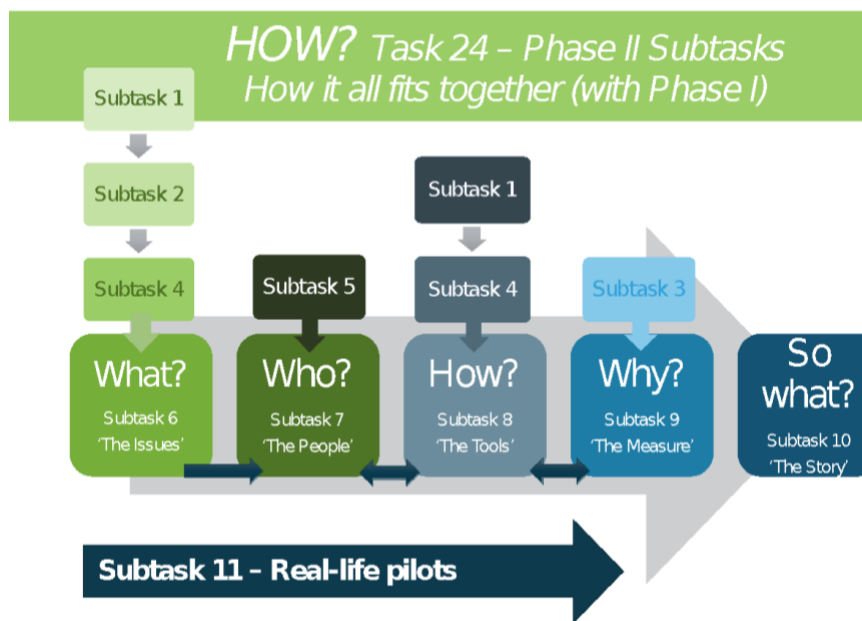 HOW? Task 24 – Phase II Subtasks
How it all fits together (with Phase I)
Subtask 1
Subtask 2
Subtask 1
Subtask 4
Subtask 5
Subtask 4
Subtask 3
What?
Subtask 6
‘The Issues’
Who?
Subtask 7
‘The People’
How?
Subtask 8
‘The Tools’
Why?
Subtask 9
‘The Measure’
So
what?
Subtask 10
‘The Story’
Subtask 11 – Real-life pilots